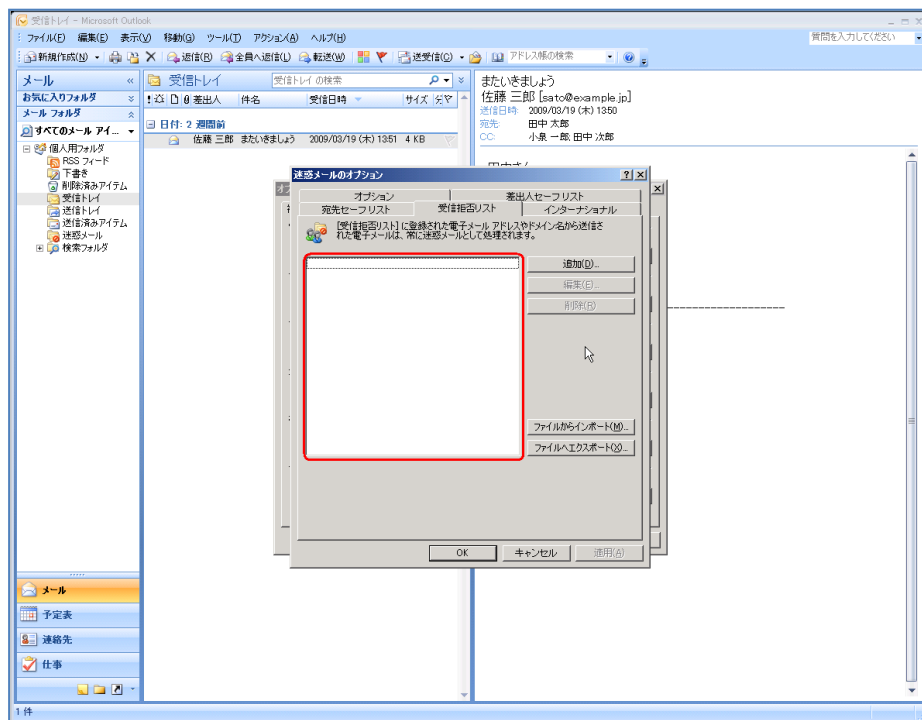 受信トレイ - Microsoft Outlook
ファイル(F) 編集(E) 表示(V) 移動(G) ツール(T) アクション(A) ヘルプ(H)
質問を入力してください
新規作成(N) 返信(R) 全員へ返信(L) 転送(W) 送受信(C) アドレス帳の検索
メール
お気に入りフォルダ
メール フォルダ
すべてのメール アイ...
個人用フォルダ
RSS フィード
下書き
削除済みアイテム
受信トレイ
送信トレイ
送信済みアイテム
迷惑メール
検索フォルダ
メール
予定表
連絡先
仕事
1 件
受信トレイ
受信トレイ の検索
差出人 件名 受信日時 サイズ
日付: 2 週間前
佐藤 三郎 またいきましょう 2009/03/19 (木) 13:51 4 KB
またいきましょう
佐藤 三郎 [sato@example.jp]
送信日時: 2009/03/19 (木) 13:50
宛先: 田中 太郎
CC: 小泉 一郎; 田中 次郎
迷惑メールのオプション
オプション 差出人セーフ リスト
宛先セーフ リスト 受信拒否リスト インターナショナル
[受信拒否リスト] に登録された電子メール アドレスやドメイン名から送信さ
れた電子メールは、常に迷惑メールとして処理されます。
追加(D)...
編集(E)...
削除(R)
ファイルからインポート(M)...
ファイルへエクスポート(X)...
OK キャンセル 適用(A)